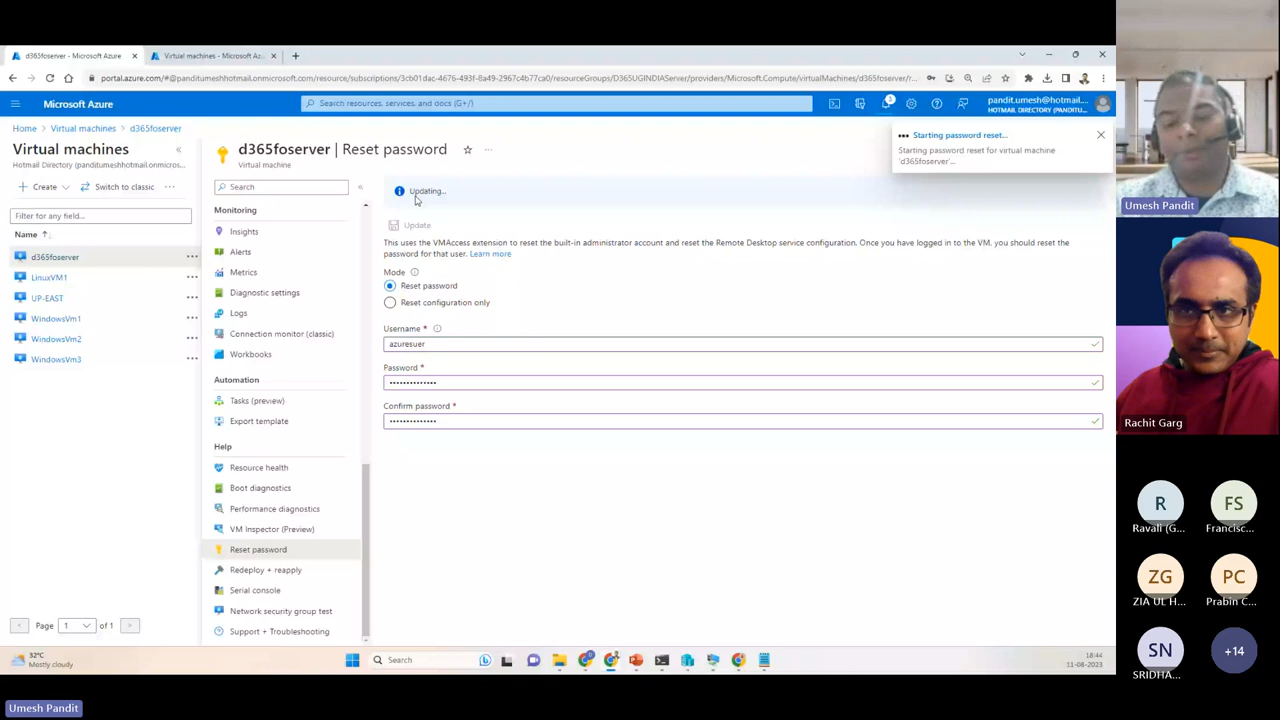 d365foserver - Microsoft Azure
Virtual machines - Microsoft Az...
portal.azure.com/#@panditumeshhotmail.onmicrosoft.com/resource/subscriptions/3cb01dac-4676-493f-8a49-2967c4b77ca0/resourceGroups/D365UGINDIAServer/providers/Microsoft.Compute/virtualMachines/d365foserver/r...
Microsoft Azure
Search resources, services, and docs (G+/)
pandit.umesh@hotmail....
HOTMAIL DIRECTORY (PANDITU...
Home > Virtual machines > d365foserver
Virtual machines
Hotmail Directory (panditumeshhotmail.onmicros...
Create
Switch to classic
Filter for any field...
Name
d365foserver
LinuxVM1
UP-EAST
WindowsVm1
WindowsVm2
WindowsVm3
Page 1 of 1
d365foserver | Reset password
Virtual machine
Search
Monitoring
Insights
Alerts
Metrics
Diagnostic settings
Logs
Connection monitor (classic)
Workbooks
Automation
Tasks (preview)
Export template
Help
Resource health
Boot diagnostics
Performance diagnostics
VM Inspector (Preview)
Reset password
Redeploy + reapply
Serial console
Network security group test
Support + Troubleshooting
Updating...
Update
This uses the VMAccess extension to reset the built-in administrator account and reset the Remote Desktop service configuration. Once you have logged in to the VM, you should reset the
password for that user. Learn more
Mode
Reset password
Reset configuration only
Username *
azuresuer
Password *
Confirm password *
Starting password reset...
Starting password reset for virtual machine
'd365foserver'...
32°C
Mostly cloudy
Search
18:44
11-08-2023
Umesh Pandit
Umesh Pandit
Rachit Garg
R
Ravali (G...
FS
Francisc...
ZG
ZIA UL H...
PC
Prabin C...
SN
SRIDHA...
+14